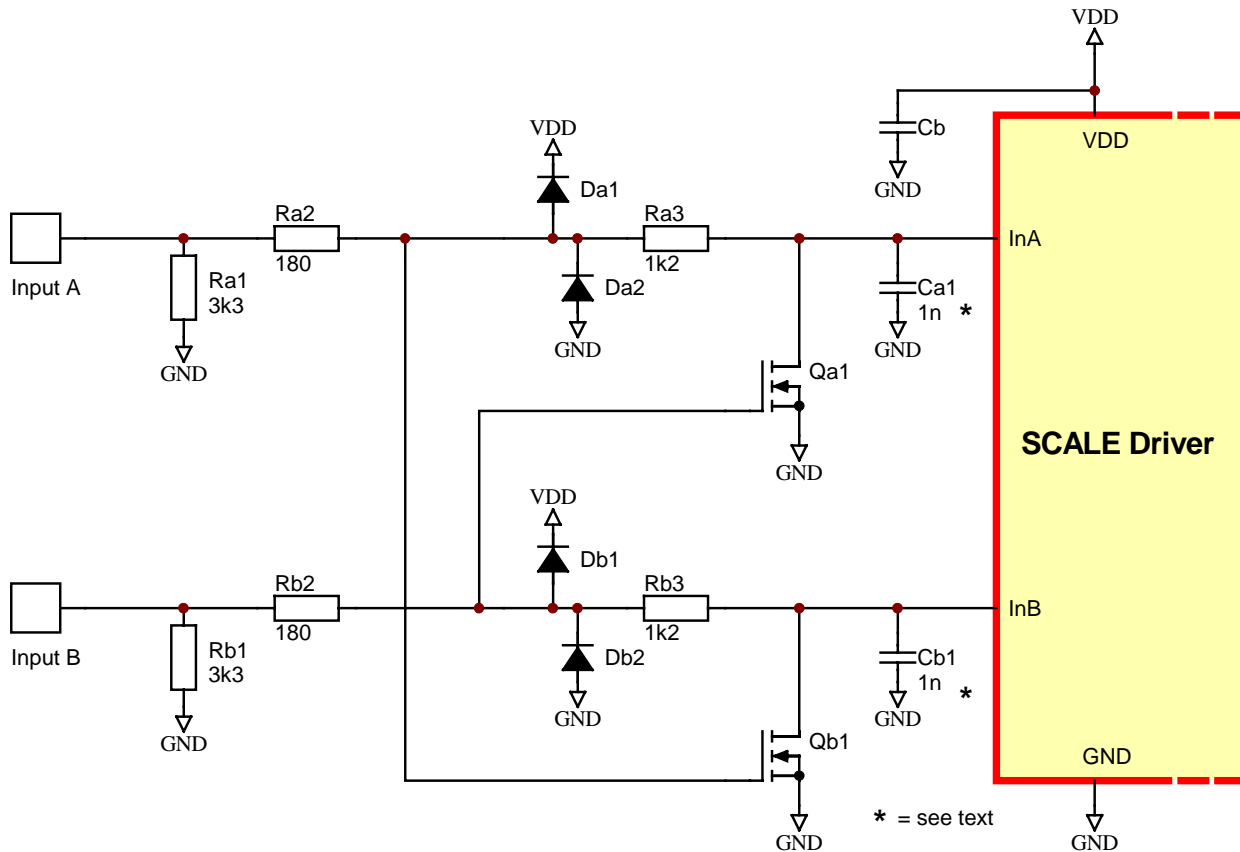 VDD
Cb
GND
VDD
VDD
Da1
Ra2
180
Ra3
1k2
InA
Input A
Ra1
3k3
GND
Da2
GND
Ca1
1n *
GND
Qa1
GND
SCALE Driver
VDD
Db1
Rb2
180
Rb3
1k2
InB
Input B
Rb1
3k3
GND
Db2
GND
Cb1
1n *
GND
Qb1
GND
GND
* = see text
GND